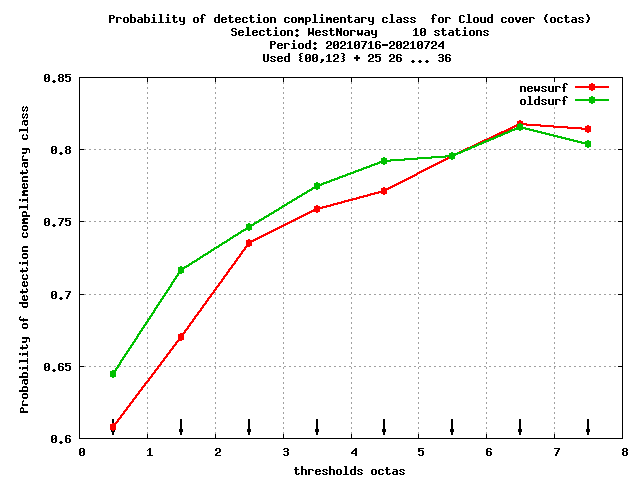 Probability of detection complimentary class  for Cloud cover (octas)
Selection: WestNorway     10 stations
Period: 20210716-20210724
Used {00,12} + 25 26 ... 36
newsurf
oldsurf
Probability of detection complimentary class
0.85
0.8
0.75
0.7
0.65
0.6
0 1 2 3 4 5 6 7 8
thresholds octas